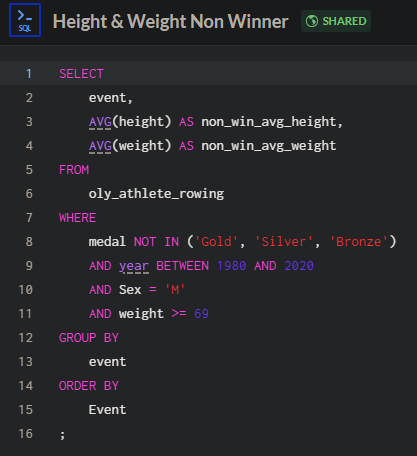 >_ SQL Height & Weight Non Winner SHARED
1 SELECT
2 event,
3 AVG(height) AS non_win_avg_height,
4 AVG(weight) AS non_win_avg_weight
5 FROM
6 oly_athlete_rowing
7 WHERE
8 medal NOT IN ('Gold', 'Silver', 'Bronze')
9 AND year BETWEEN 1980 AND 2020
10 AND Sex = 'M'
11 AND weight >= 69
12 GROUP BY
13 event
14 ORDER BY
15 Event
16 ;